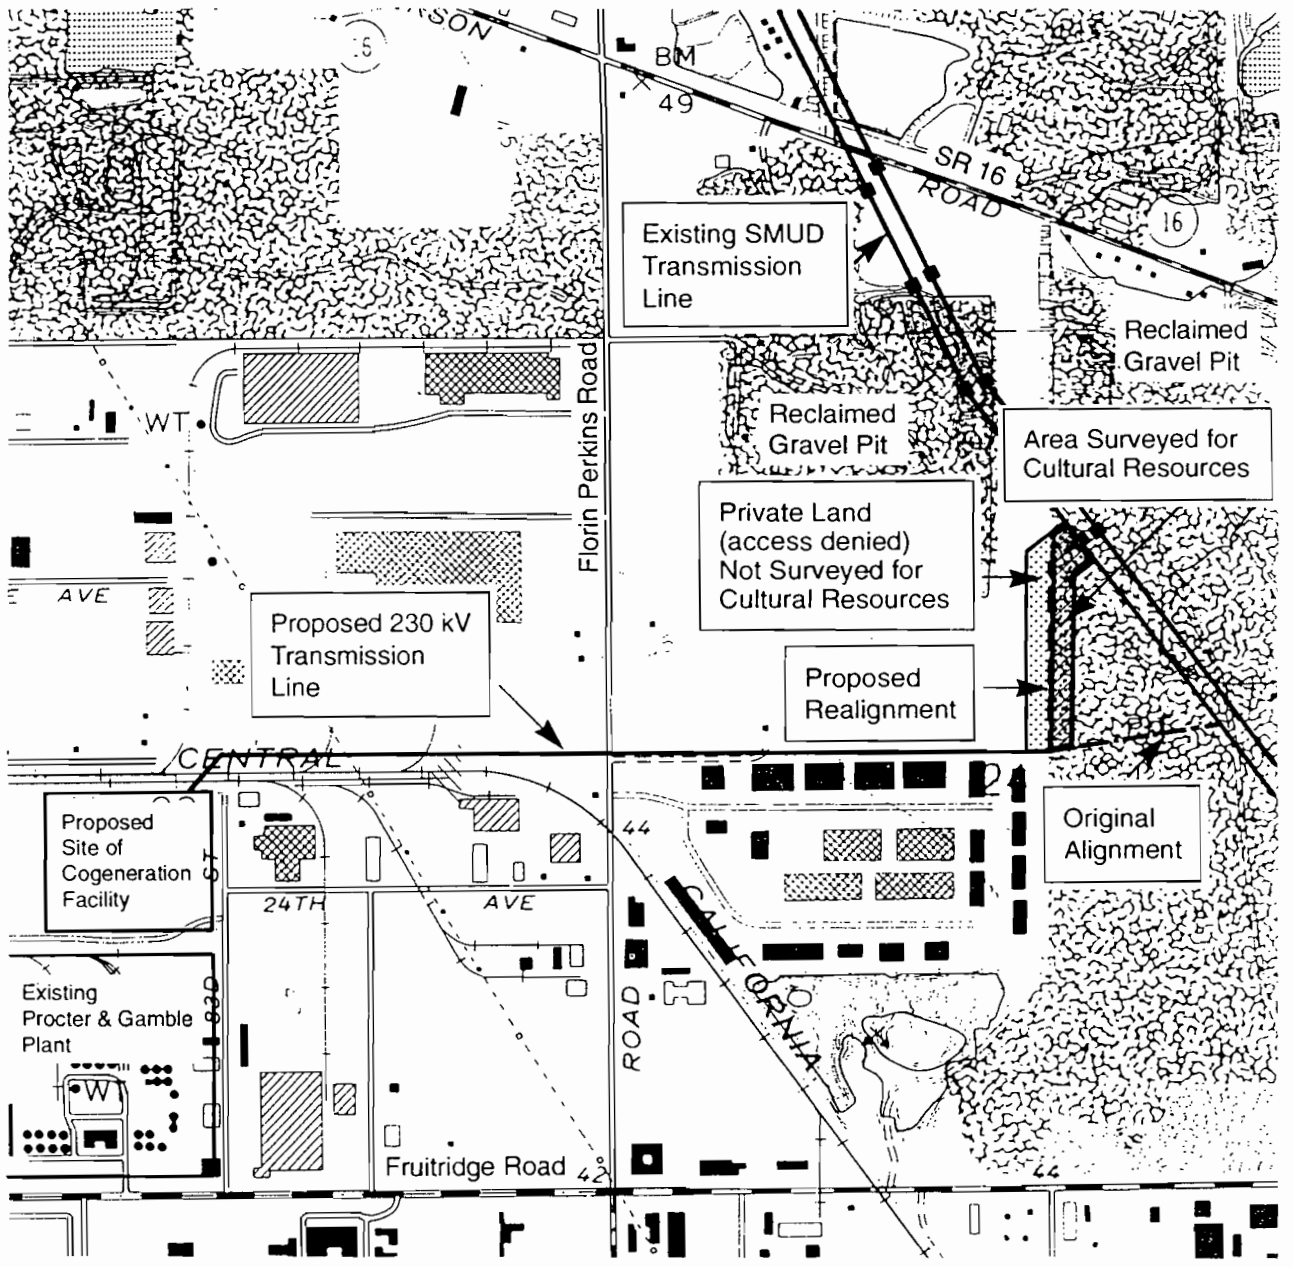 RSON
BM
49
SR 16
ROAD
16
Existing SMUD
Transmission
Line
Reclaimed
Gravel Pit
Reclaimed
Gravel Pit
Florin Perkins Road
WT
Area Surveyed for
Cultural Resources
Private Land
(access denied)
Not Surveyed for
Cultural Resources
AVE
Proposed 230 kV
Transmission
Line
Proposed
Realignment
CENTRAL
Original
Alignment
Proposed
Site of
Cogeneration
Facility
ST
44
24TH
AVE
CALIFORNIA
83D
Existing
Procter & Gamble
Plant
W
ROAD
Fruitridge Road
42
44